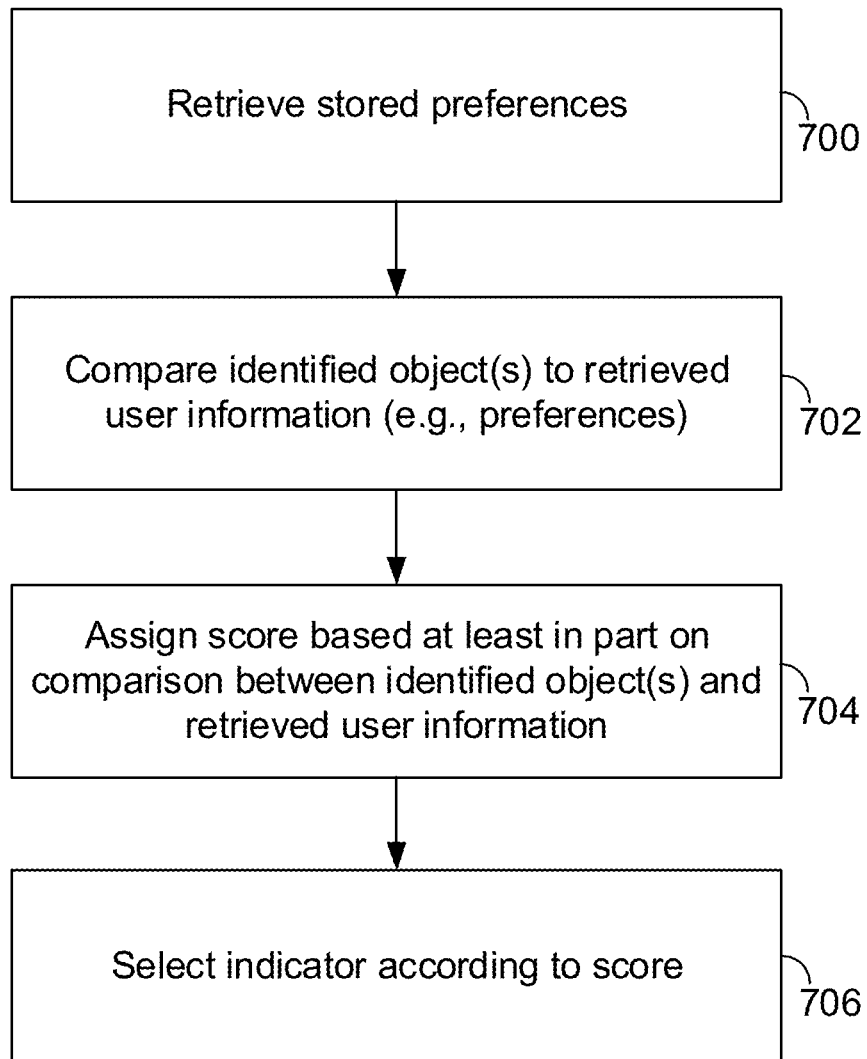 Retrieve stored preferences
700
Compare identified object(s) to retrieved
user information (e.g., preferences)
702
Assign score based at least in part on
comparison between identified object(s) and
retrieved user information
704
Select indicator according to score
706